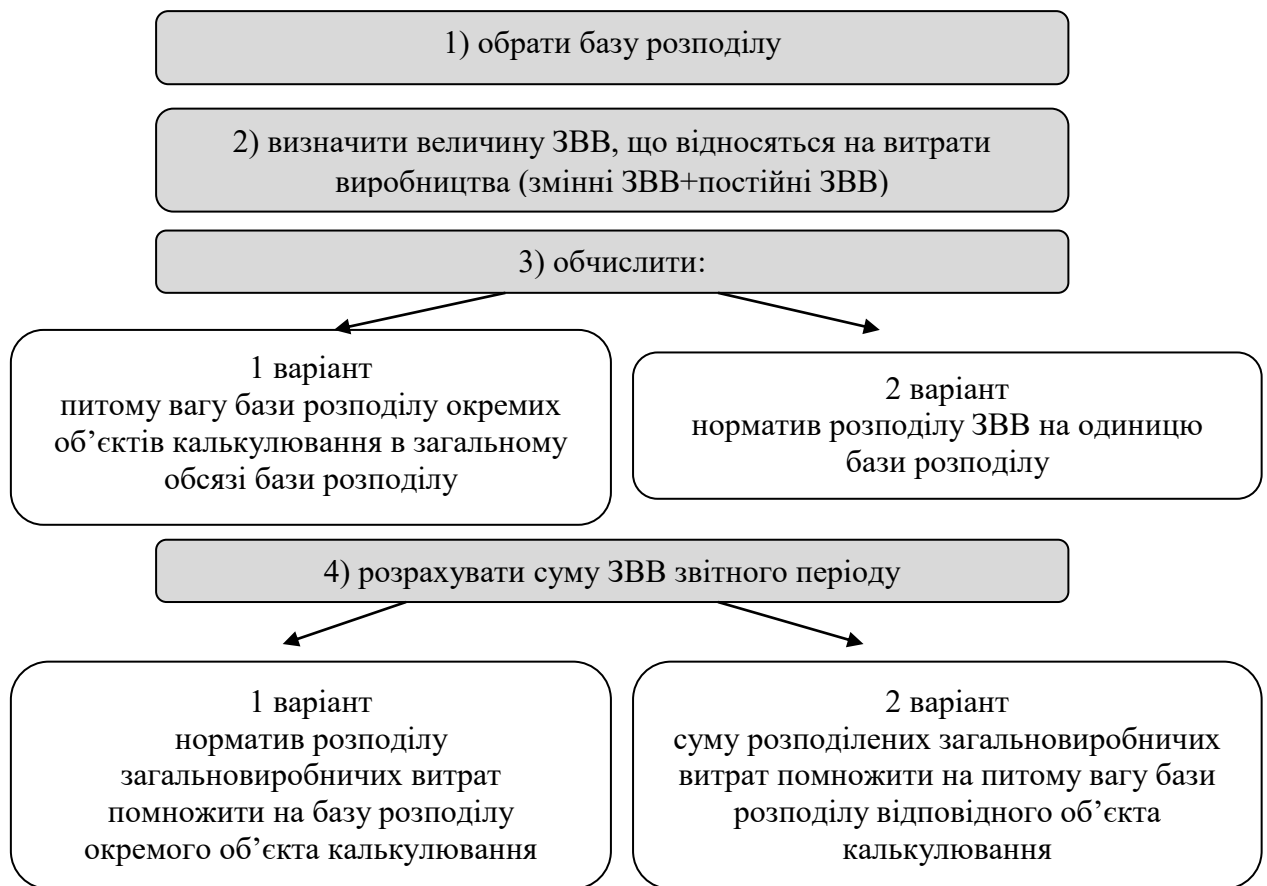 1) обрати базу розподілу
2) визначити величину ЗВВ, що відносяться на витрати
виробництва (змінні ЗВВ+постійні ЗВВ)
3) обчислити:
1 варіант
питому вагу бази розподілу окремих
об’єктів калькулювання в загальному
обсязі бази розподілу
2 варіант
норматив розподілу ЗВВ на одиницю
бази розподілу
4) розрахувати суму ЗВВ звітного періоду
1 варіант
норматив розподілу
загальновиробничих витрат
помножити на базу розподілу
окремого об’єкта калькулювання
2 варіант
суму розподілених загальновиробничих
витрат помножити на питому вагу бази
розподілу відповідного об’єкта
калькулювання